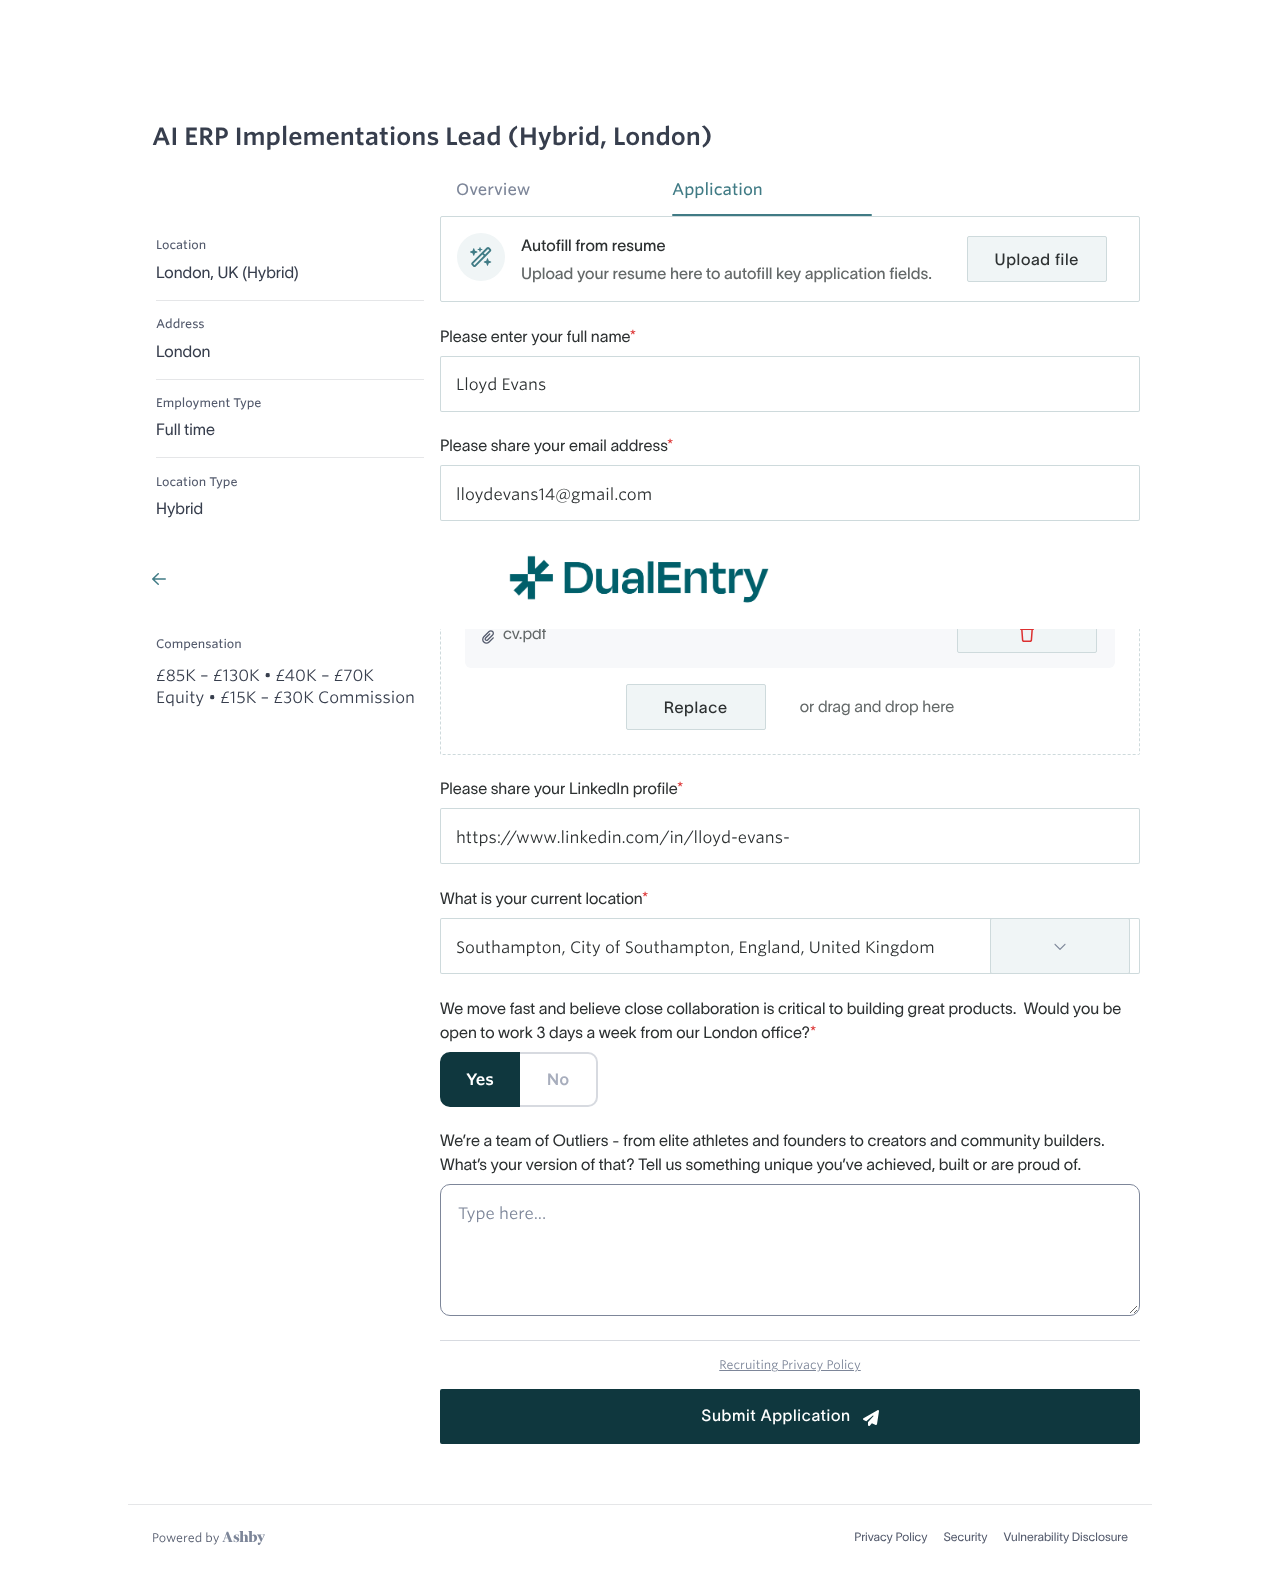 AI ERP Implementations Lead (Hybrid, London)
Overview
Application
Location
London, UK (Hybrid)
Address
London
Employment Type
Full time
Location Type
Hybrid
Compensation
£85K – £130K • £40K – £70K
Equity • £15K – £30K Commission
Autofill from resume
Upload your resume here to autofill key application fields.
Upload file
Please enter your full name*
Lloyd Evans
Please share your email address*
lloydevans14@gmail.com
DualEntry
cv.pdf
Replace
or drag and drop here
Please share your LinkedIn profile*
https://www.linkedin.com/in/lloyd-evans-
What is your current location*
Southampton, City of Southampton, England, United Kingdom
We move fast and believe close collaboration is critical to building great products.  Would you be
open to work 3 days a week from our London office?*
Yes
No
We’re a team of Outliers - from elite athletes and founders to creators and community builders.
What’s your version of that? Tell us something unique you’ve achieved, built or are proud of.
Type here...
Recruiting Privacy Policy
Submit Application
Powered by Ashby
Privacy Policy
Security
Vulnerability Disclosure